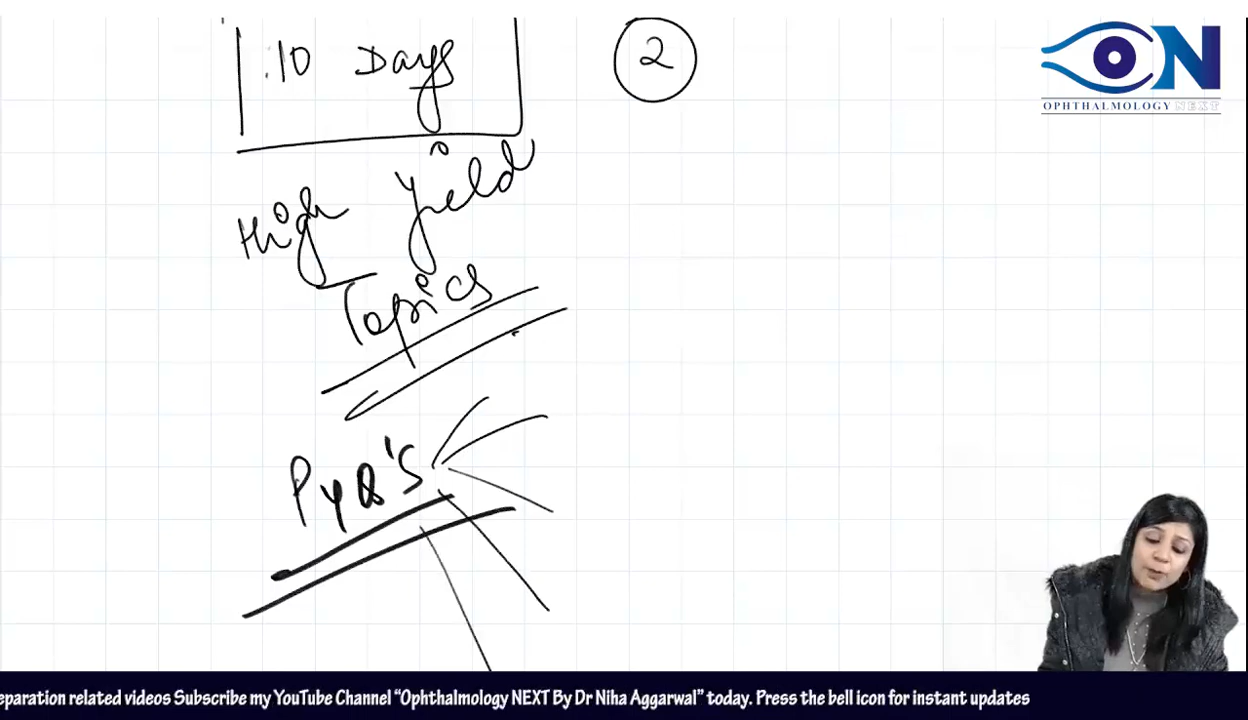 10 Days
2
High Yield
Topics
PYQ'S
ON
OPHTHALMOLOGY NEXT
eparation related videos Subscribe my YouTube Channel “Ophthalmology NEXT By Dr Niha Aggarwal” today. Press the bell icon for instant updates